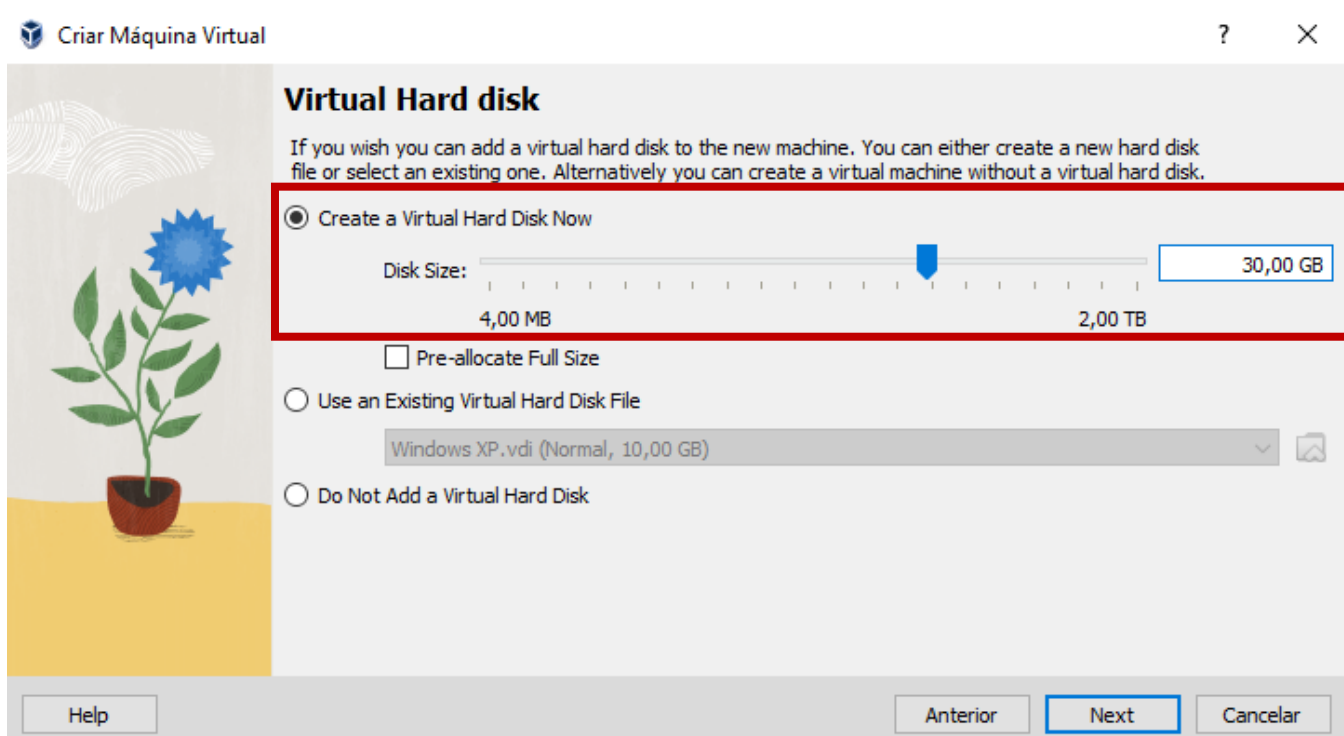 Criar Máquina Virtual
?
Virtual Hard disk
If you wish you can add a virtual hard disk to the new machine. You can either create a new hard disk
file or select an existing one. Alternatively you can create a virtual machine without a virtual hard disk.
Create a Virtual Hard Disk Now
Disk Size:
30,00 GB
4,00 MB
2,00 TB
Pre-allocate Full Size
Use an Existing Virtual Hard Disk File
Windows XP.vdi (Normal, 10,00 GB)
Do Not Add a Virtual Hard Disk
Help
Anterior
Next
Cancelar